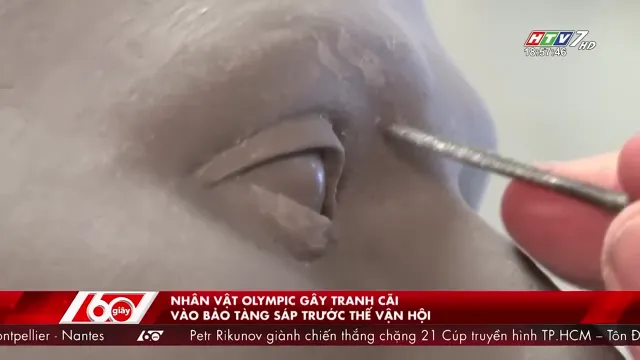 HTV7 HD
18:57:46
60 giây
NHÂN VẬT OLYMPIC GÂY TRANH CÃI
VÀO BẢO TÀNG SÁP TRƯỚC THẾ VẬN HỘI
ontpellier - Nantes 60 Petr Rikunov giành chiến thắng chặng 21 Cúp truyền hình TP.HCM – Tôn Đ